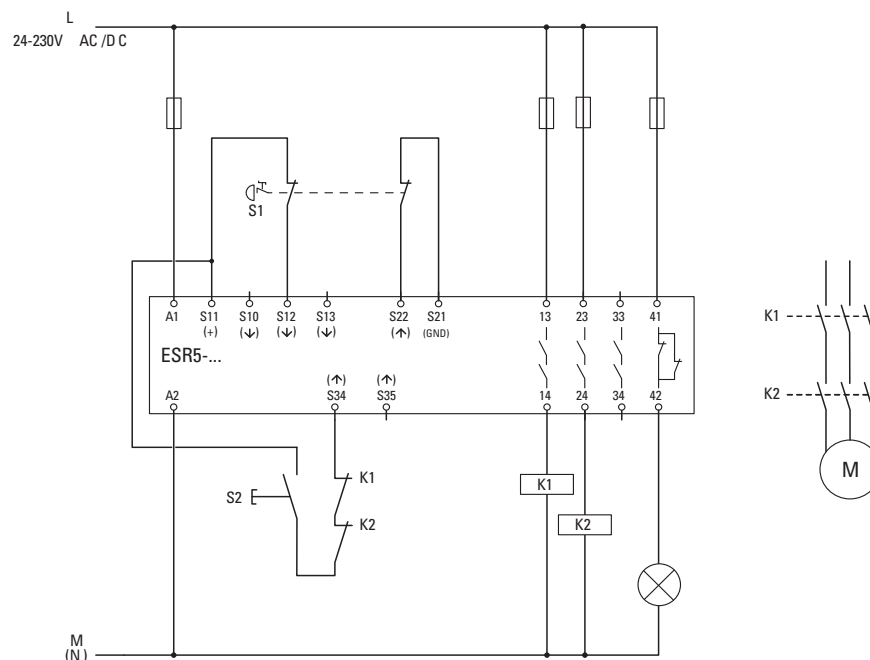 L
24-230V AC /D C
S1
A1 S11 S10 S12 S13 S22 S21 13 23 33 41
(+) (↓) (↓) (↓) (↑) (GND)
ESR5-...
(↑) (↑)
A2 S34 S35 14 24 34 42
K1
K2
M
S2
K1
K2
K1
K2
M
(N)